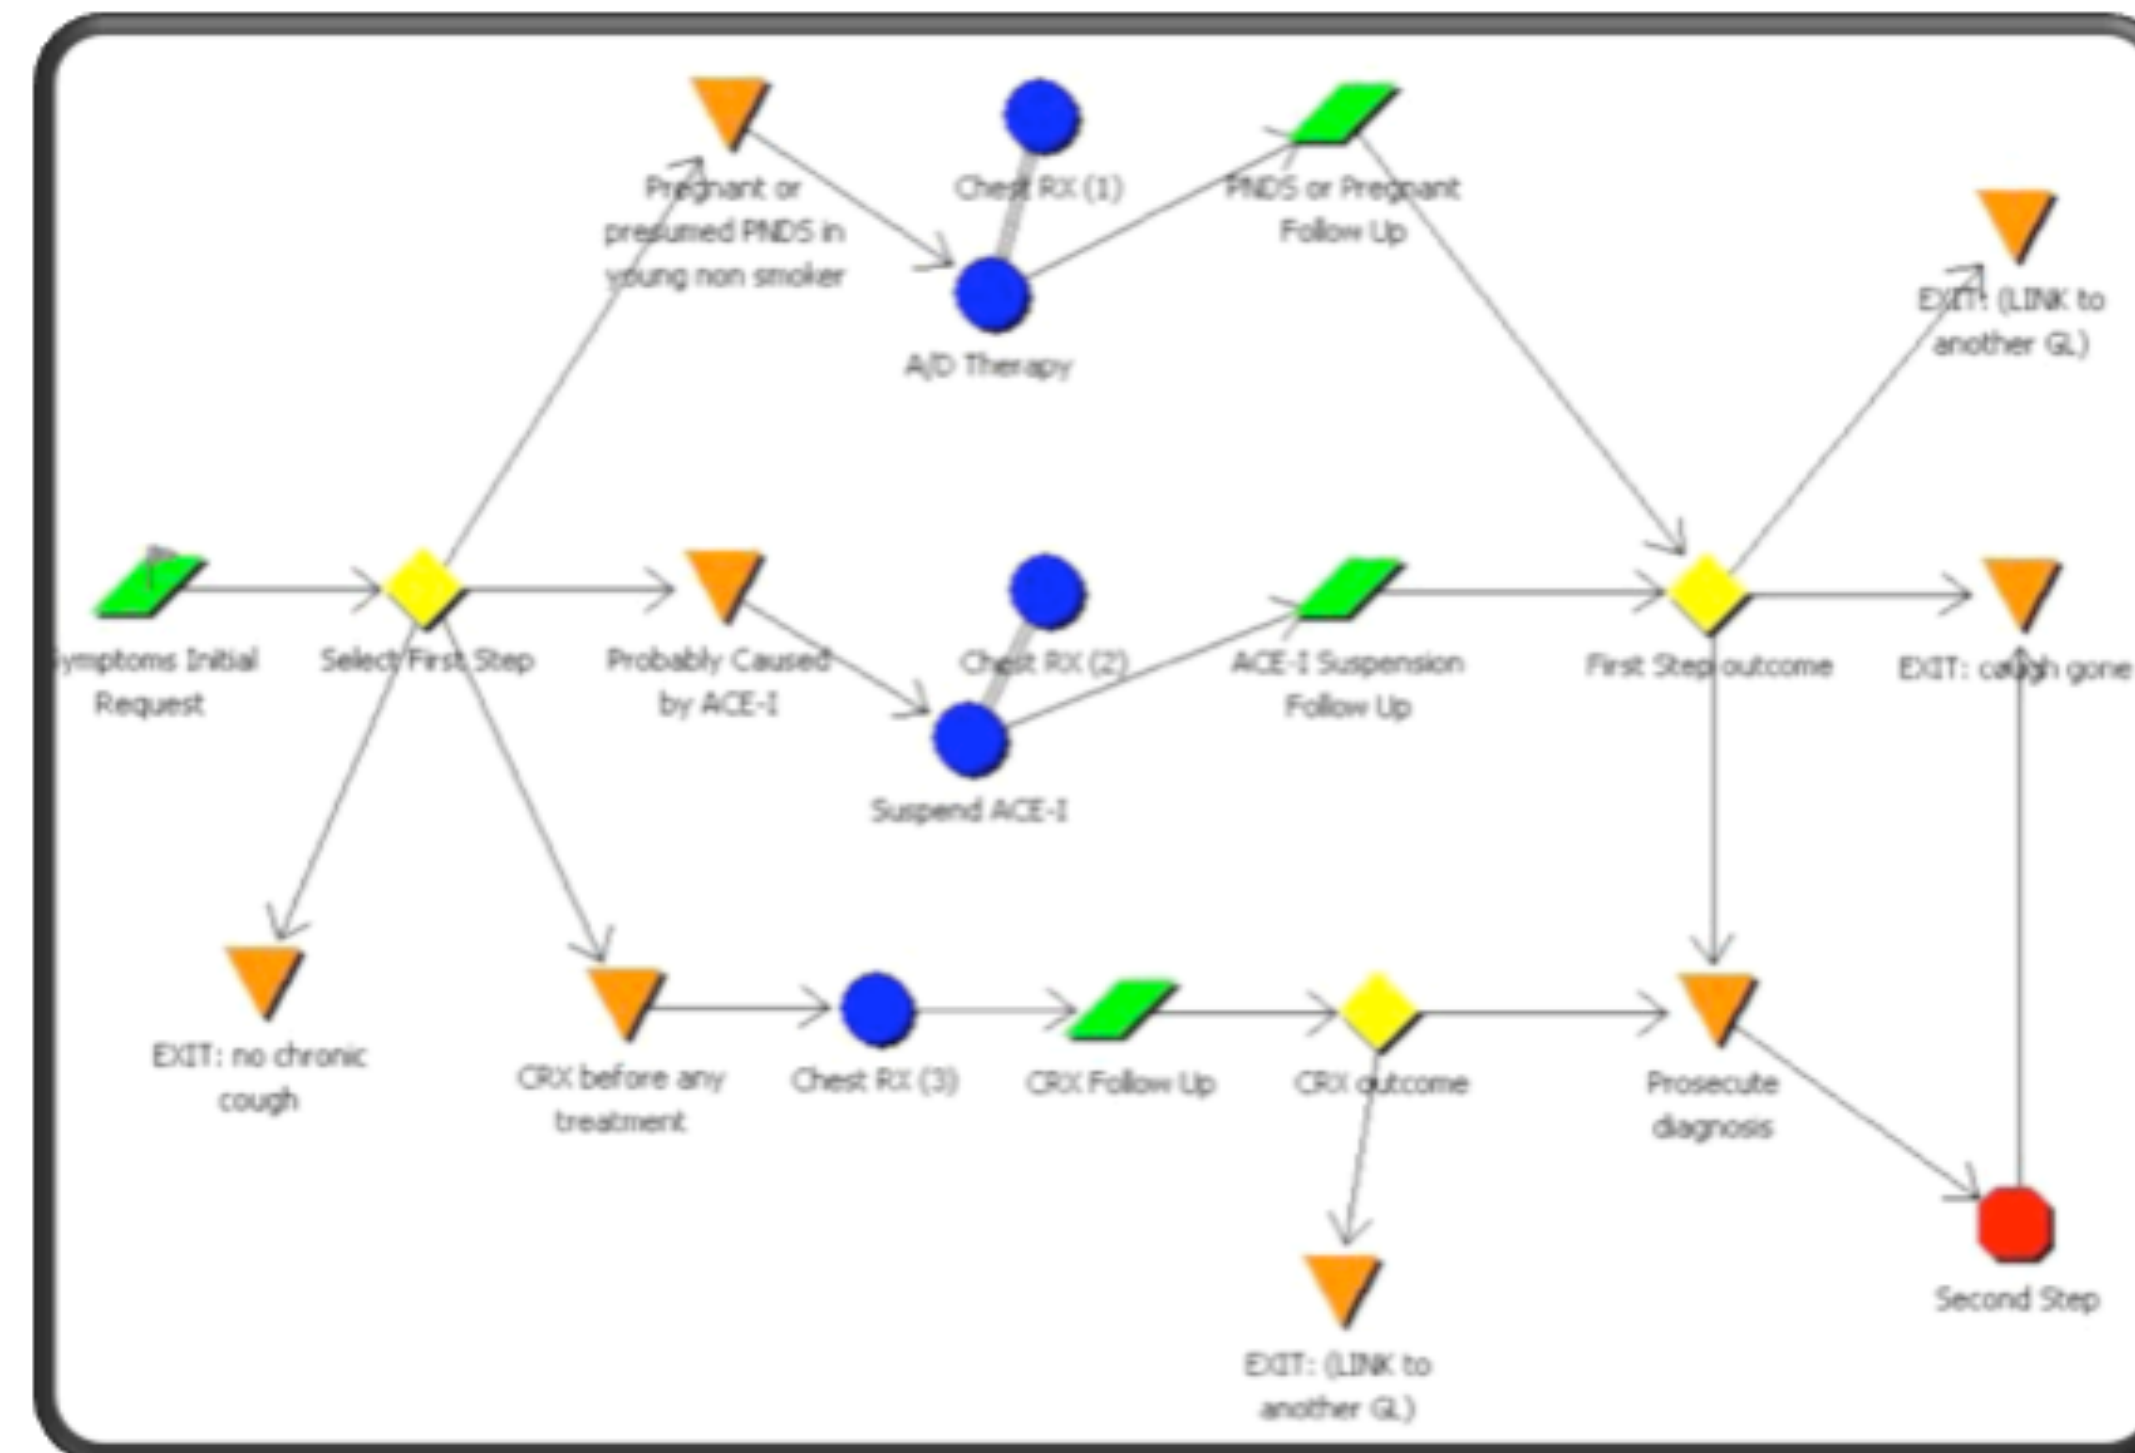 Pregnant or
presumed PNDS in
young non smoker
Chest RX (1)
PNDS or Pregnant
Follow Up
EXIT: (LINK to
another GL)
A/D Therapy
ymptoms Initial
Request
Select First Step
Probably Caused
by ACE-I
Chest RX (2)
ACE-I Suspension
Follow Up
First Step outcome
EXIT: cough gone
Suspend ACE-I
EXIT: no chronic
cough
CRX before any
treatment
Chest RX (3)
CRX Follow Up
CRX outcome
Prosecute
diagnosis
Second Step
EXIT: (LINK to
another GL)